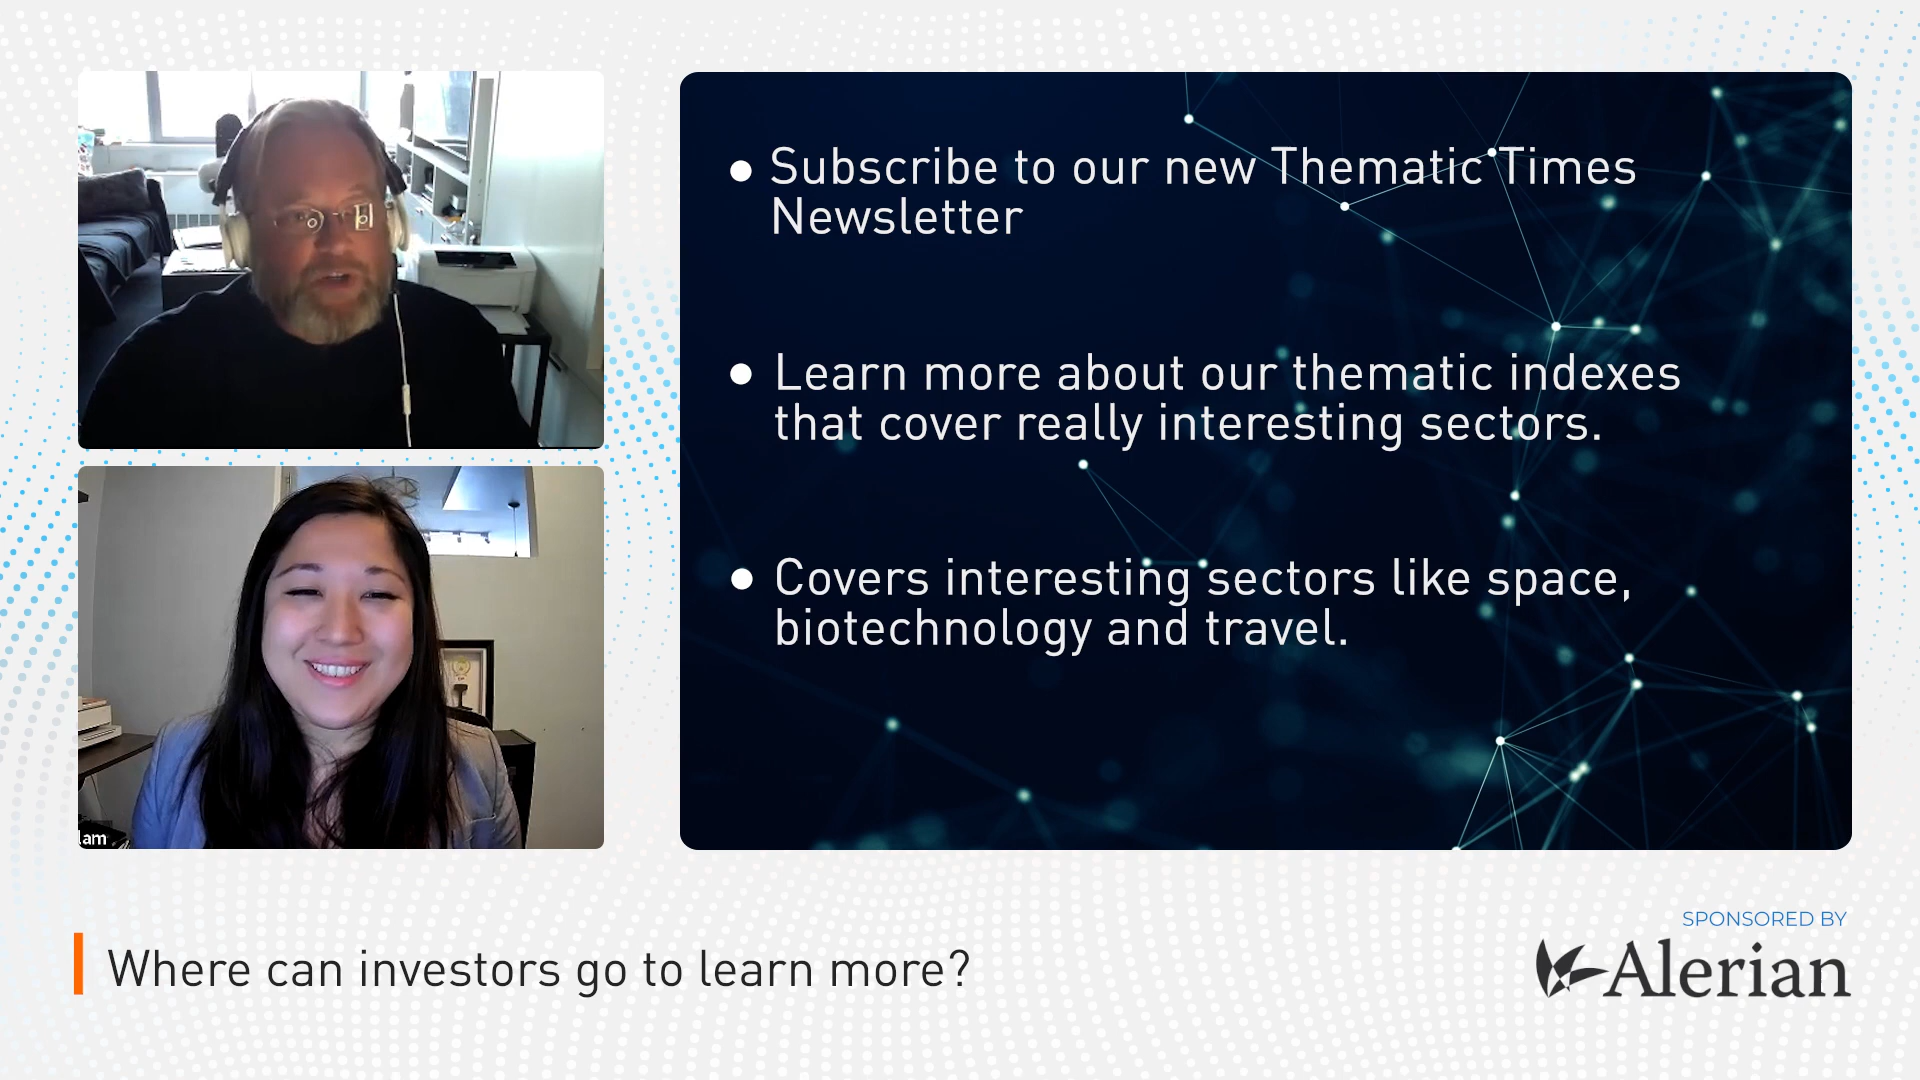 Subscribe to our new Thematic Times
Newsletter
Learn more about our thematic indexes
that cover really interesting sectors.
Covers interesting sectors like space,
biotechnology and travel.
lam
Where can investors go to learn more?
SPONSORED BY
Alerian